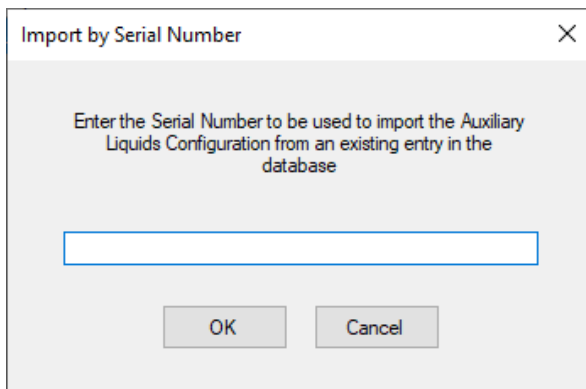 Import by Serial Number
Enter the Serial Number to be used to import the Auxiliary
Liquids Configuration from an existing entry in the
database
OK
Cancel